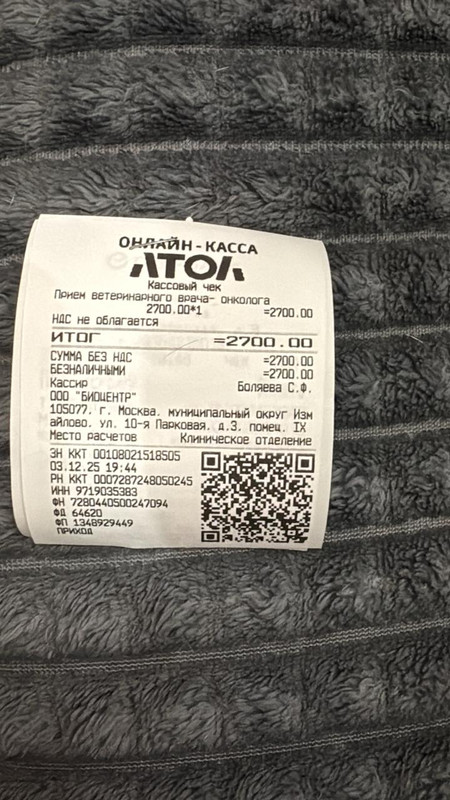 ОНЛАЙН-КАССА
АТОЛ
Кассовый чек
Прием ветеринарного врача- онколога
2700.00*1 =2700.00
НДС не облагается
ИТОГ =2700.00
СУММА БЕЗ НДС =2700.00
БЕЗНАЛИЧНЫМИ =2700.00
Кассир Боляева С.Ф.
ООО "БИОЦЕНТР"
105077, г. Москва, муниципальный округ Изм
айлово, ул. 10-я Парковая, д.3, помещ. IX
Место расчетов Клиническое отделение
ЗН ККТ 00108021518505
03.12.25 19:44
РН ККТ 0007287248050245
ИНН 9719035383
ФН 7280440500247094
ФД 64620
ФП 1348929449
ПРИХОД